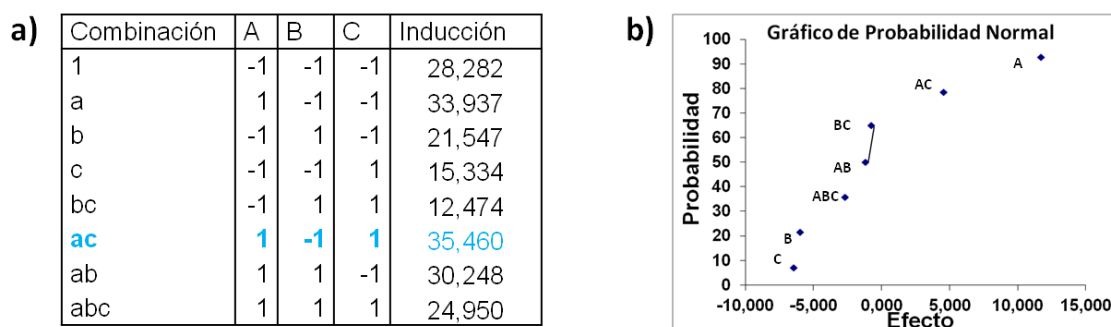 a)
Combinación A B C Inducción
1 -1 -1 -1 28,282
a 1 -1 -1 33,937
b -1 1 -1 21,547
c -1 -1 1 15,334
bc -1 1 1 12,474
ac 1 -1 1 35,460
ab 1 1 -1 30,248
abc 1 1 1 24,950
b)
Gráfico de Probabilidad Normal
Probabilidad
100
90
80
70
60
50
40
30
20
10
0
A
AC
BC
AB
ABC
B
C
-10,000 -5,000 0,000 5,000 10,000 15,000
Efecto